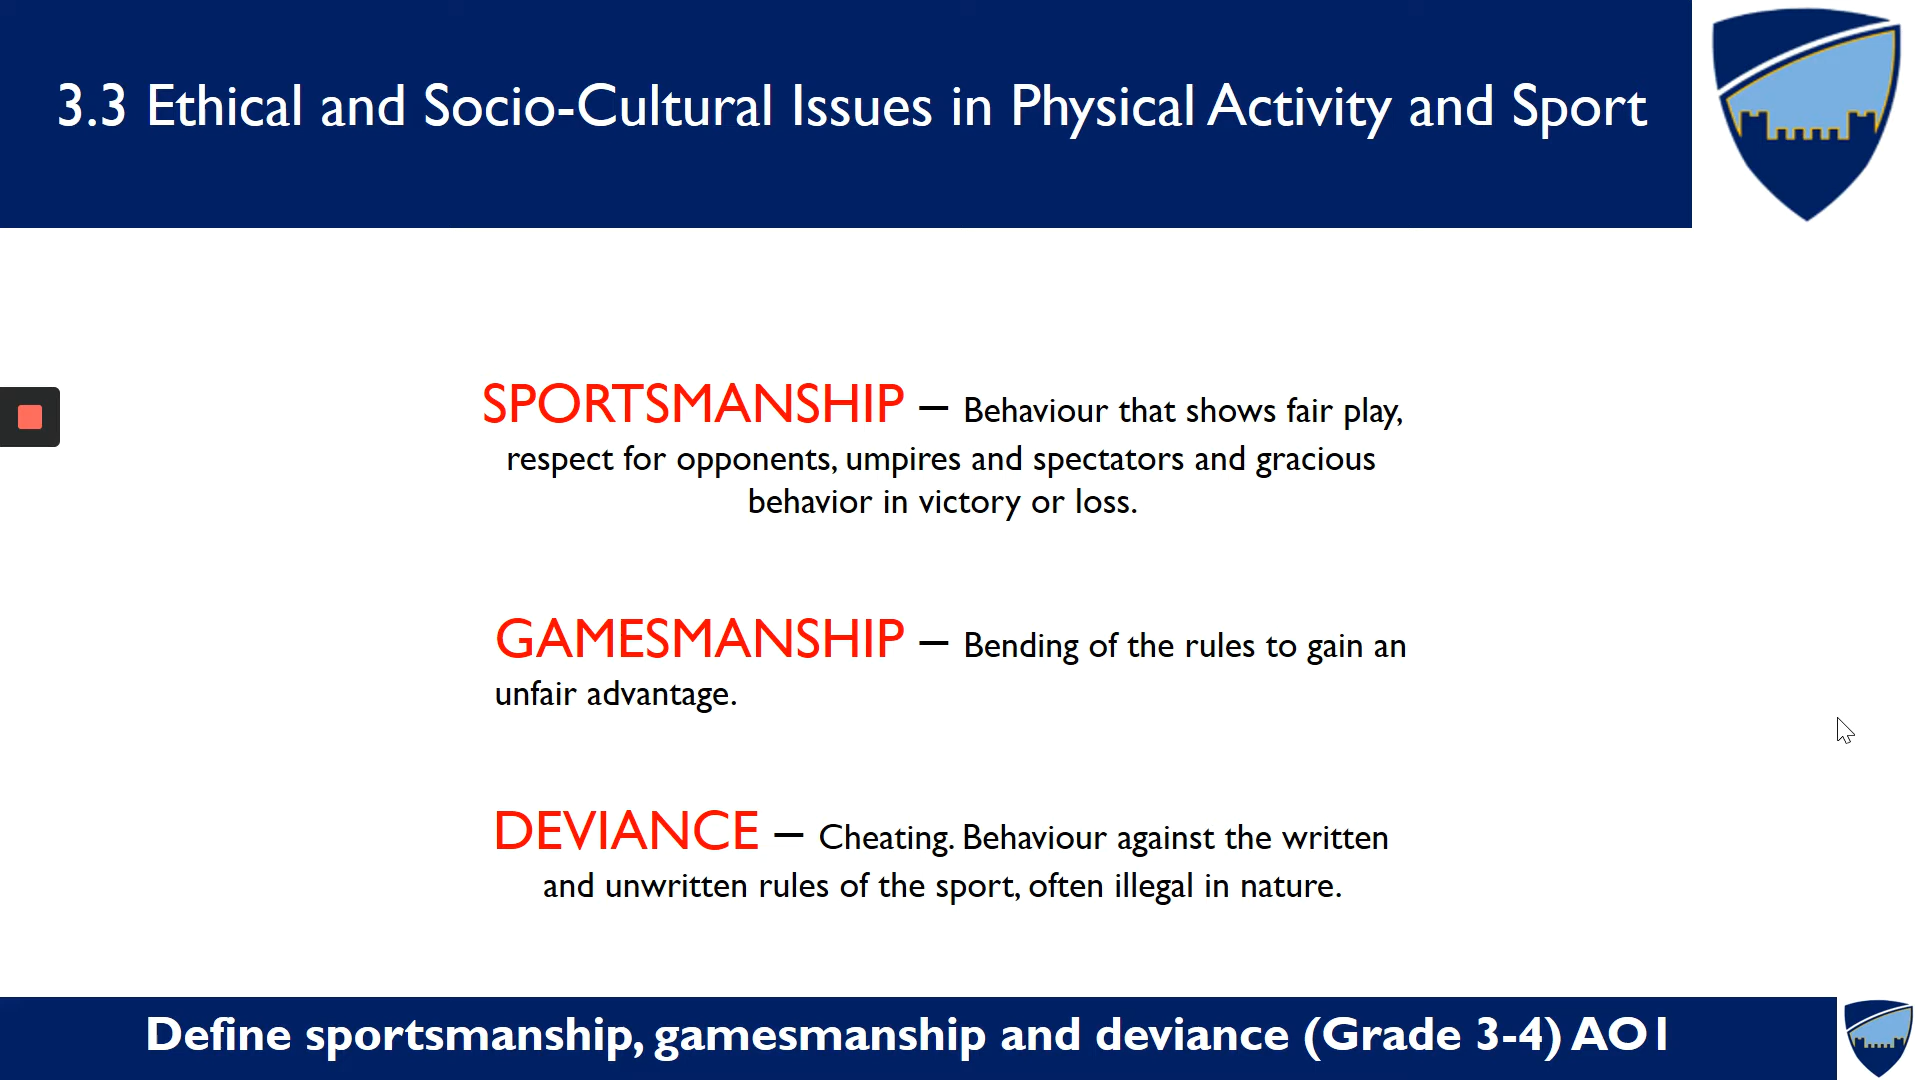 3.3 Ethical and Socio-Cultural Issues in Physical Activity and Sport
SPORTSMANSHIP – Behaviour that shows fair play,
respect for opponents, umpires and spectators and gracious
behavior in victory or loss.
GAMESMANSHIP – Bending of the rules to gain an
unfair advantage.
DEVIANCE – Cheating. Behaviour against the written
and unwritten rules of the sport, often illegal in nature.
Define sportsmanship, gamesmanship and deviance (Grade 3-4) AO1